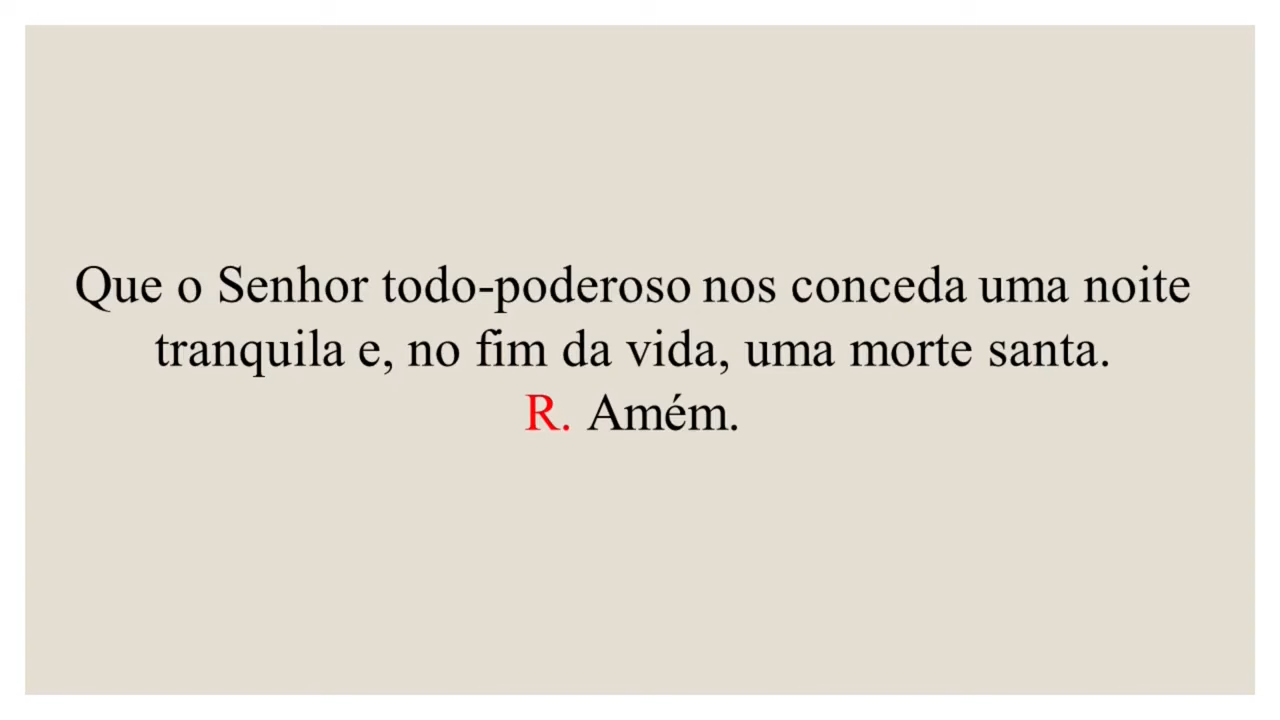 Que o Senhor todo-poderoso nos conceda uma noite
tranquila e, no fim da vida, uma morte santa.
R. Amém.